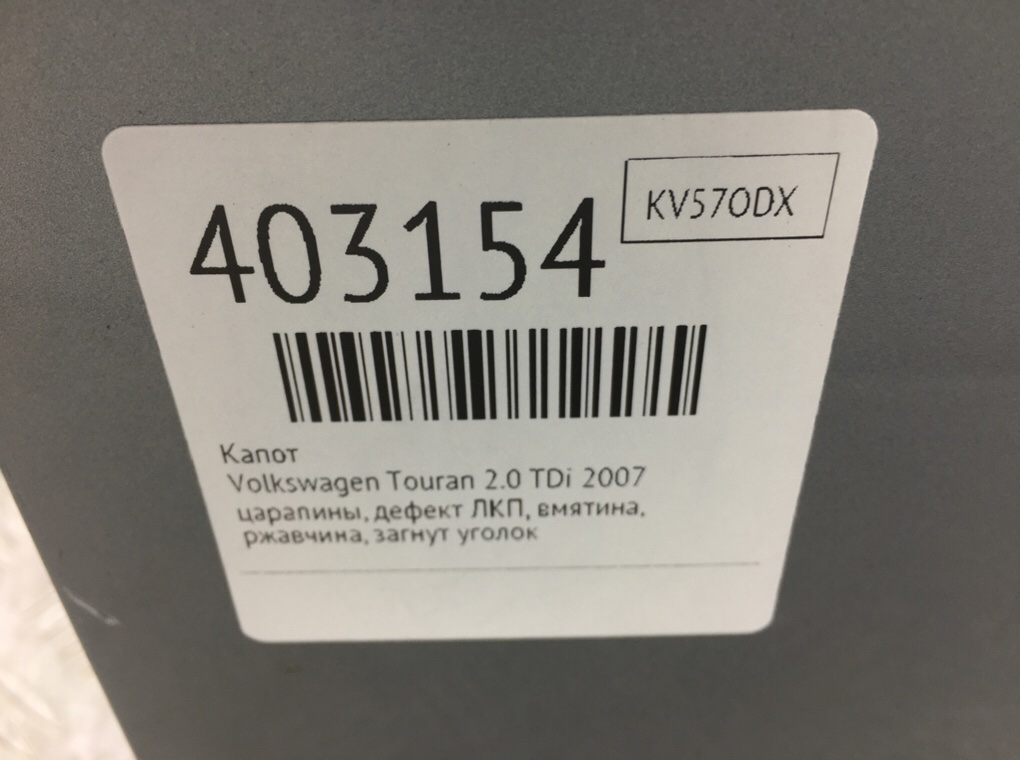 KV570DX
403154
Капот
Volkswagen Touran 2.0 TDi 2007
царапины, дефект ЛКП, вмятина,
ржавчина, загнут уголок